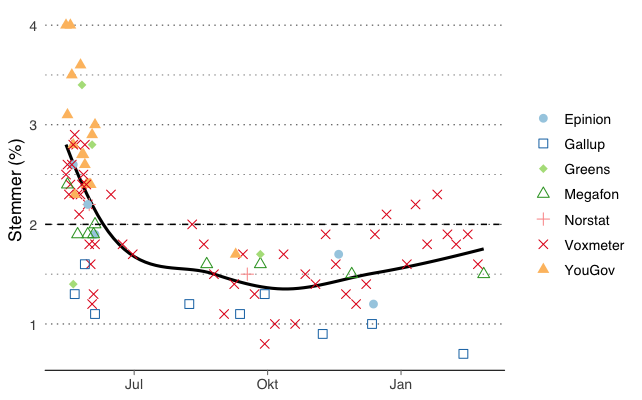 4
3
2
1
Stemmer (%)
Jul
Okt
Jan
Epinion
Gallup
Greens
Megafon
Norstat
Voxmeter
YouGov